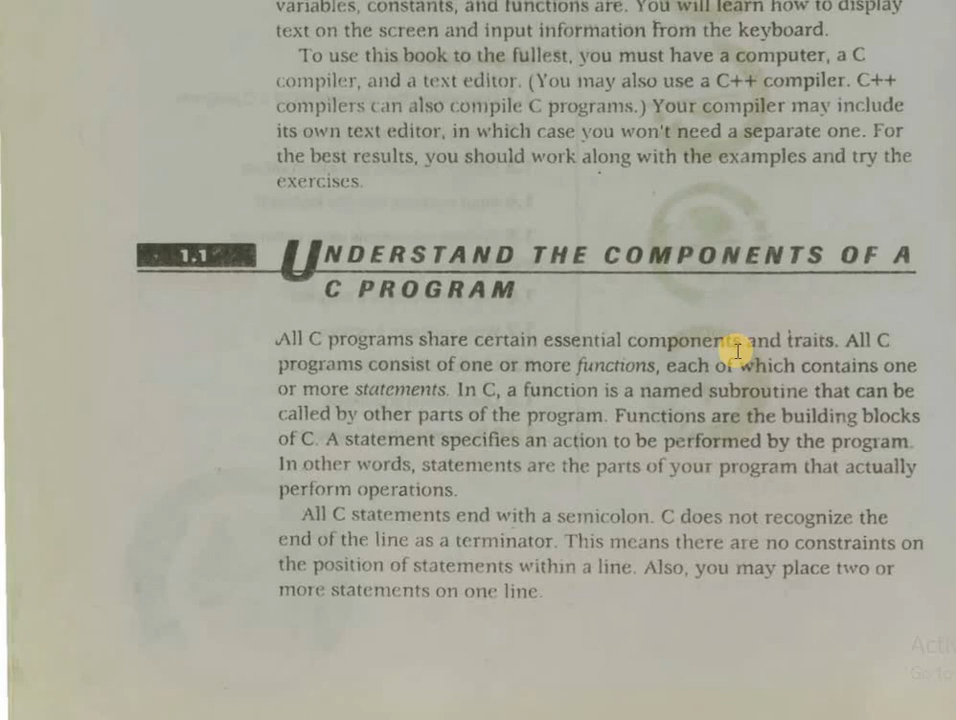 variables, constants, and functions are. You will learn how to display
text on the screen and input information from the keyboard.
To use this book to the fullest, you must have a computer, a C
compiler, and a text editor. (You may also use a C++ compiler. C++
compilers can also compile C programs.) Your compiler may include
its own text editor, in which case you won't need a separate one. For
the best results, you should work along with the examples and try the
exercises.
1.1 UNDERSTAND THE COMPONENTS OF A
C PROGRAM
All C programs share certain essential components and traits. All C
programs consist of one or more functions, each of which contains one
or more statements. In C, a function is a named subroutine that can be
called by other parts of the program. Functions are the building blocks
of C. A statement specifies an action to be performed by the program.
In other words, statements are the parts of your program that actually
perform operations.
All C statements end with a semicolon. C does not recognize the
end of the line as a terminator. This means there are no constraints on
the position of statements within a line. Also, you may place two or
more statements on one line.
Go to